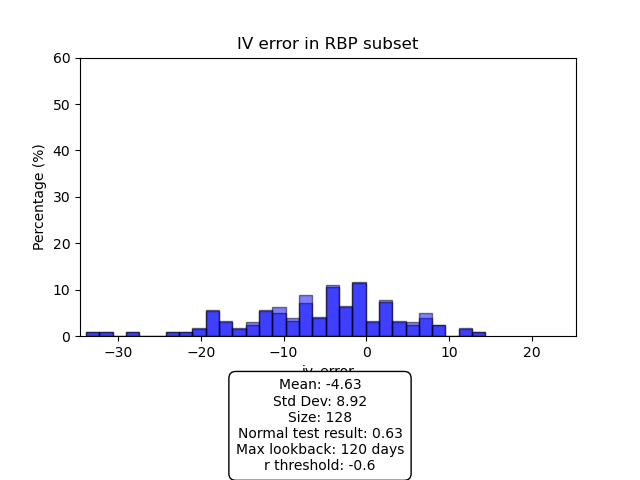 IV error in RBP subset
60
50
40
30
20
10
0
Percentage (%)
−30
−20
−10
0
10
20
iv_error
Mean: -4.63
Std Dev: 8.92
Size: 128
Normal test result: 0.63
Max lookback: 120 days
r threshold: -0.6